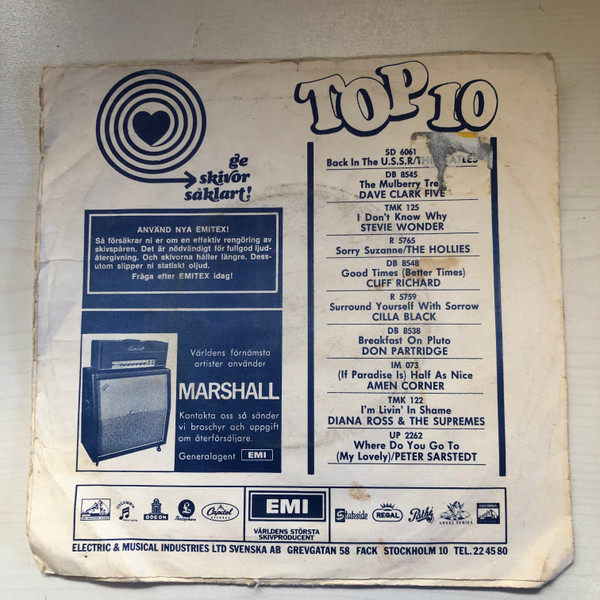 TOP 10
ge
skivor
såklart!
ANVÄND NYA EMITEX!
Så försäkrar ni er om en effektiv rengöring av
skivspåren. Det är nödvändigt för fullgod ljud-
återgivning. Och skivorna håller längre. Dess-
utom slipper ni statiskt oljud.
Fråga efter EMITEX idag!
Världens förnämsta
artister använder
MARSHALL
Kontakta oss så sänder
vi broschyr och uppgift
om återförsäljare.
Generalagent EMI
SD 6061
Back In The U.S.S.R/THE BEATLES
DB 8545
The Mulberry Tree
DAVE CLARK FIVE
TMK 125
I Don't Know Why
STEVIE WONDER
R 5765
Sorry Suzanne/THE HOLLIES
DB 8548
Good Times (Better Times)
CLIFF RICHARD
R 5759
Surround Yourself With Sorrow
CILLA BLACK
DB 8538
Breakfast On Pluto
DON PARTRIDGE
IM 073
(If Paradise Is) Half As Nice
AMEN CORNER
TMK 122
I'm Livin' In Shame
DIANA ROSS & THE SUPREMES
UP 2262
Where Do You Go To
(My Lovely)/PETER SARSTEDT
COLUMBIA
ODEON
Capitol
EMI
VÄRLDENS STÖRSTA
SKIVPRODUCENT
Stateside
REGAL
Pathé
ANGEL SERIES
ELECTRIC & MUSICAL INDUSTRIES LTD SVENSKA AB GREVGATAN 58 FACK STOCKHOLM 10 TEL. 22 45 80